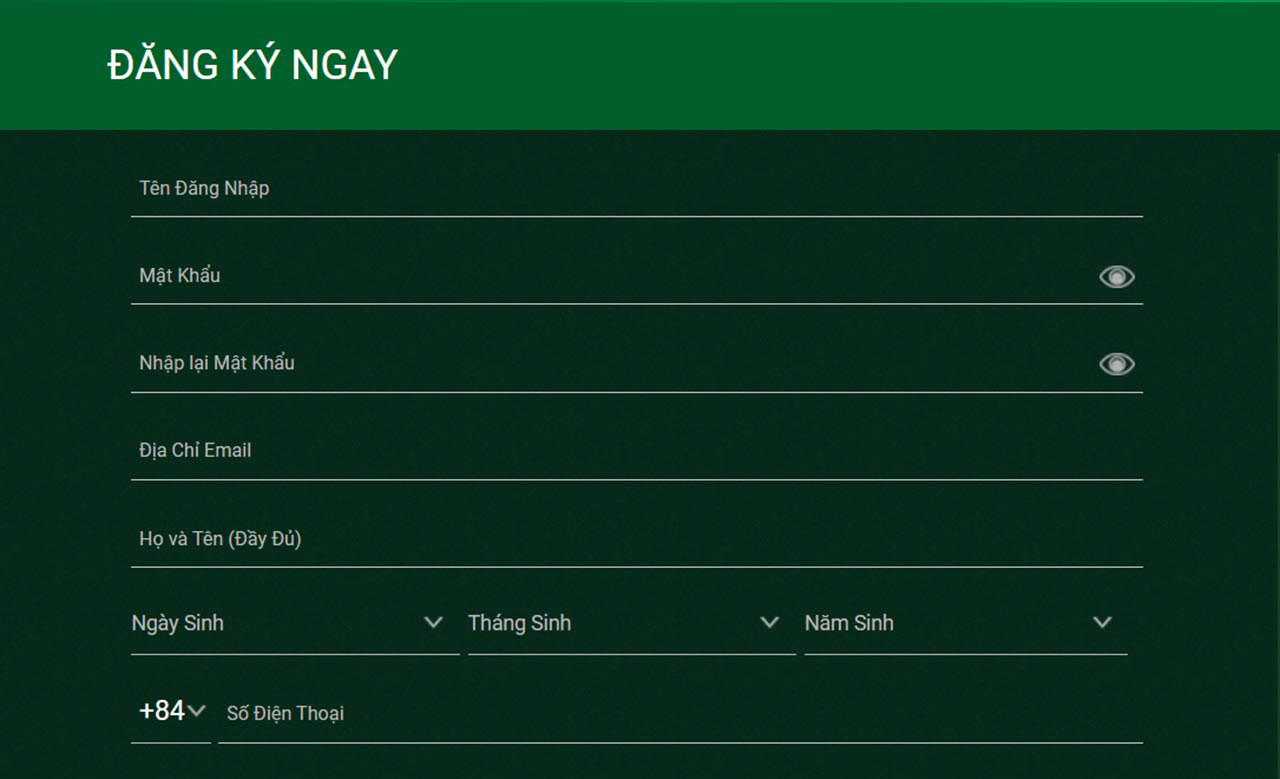 ĐĂNG KÝ NGAY
Tên Đăng Nhập
Mật Khẩu
Nhập lại Mật Khẩu
Địa Chỉ Email
Họ và Tên (Đầy Đủ)
Ngày Sinh Tháng Sinh Năm Sinh
+84 Số Điện Thoại